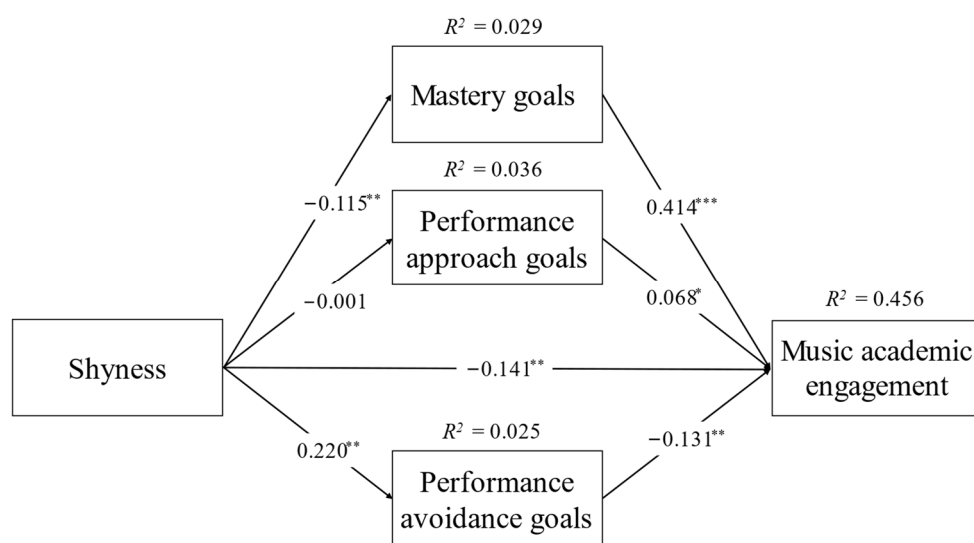 R² = 0.029
Mastery goals
R² = 0.036
−0.115**
Performance
approach goals
0.414***
−0.001
0.068*
R² = 0.456
Shyness
−0.141**
Music academic
engagement
R² = 0.025
0.220**
−0.131**
Performance
avoidance goals